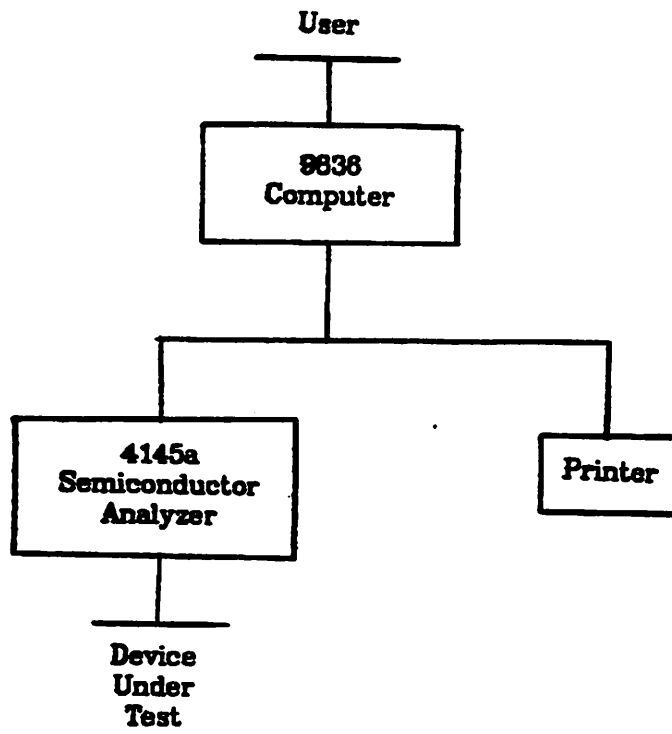 User
9836
Computer
4145a
Semiconductor
Analyzer
Printer
Device
Under
Test